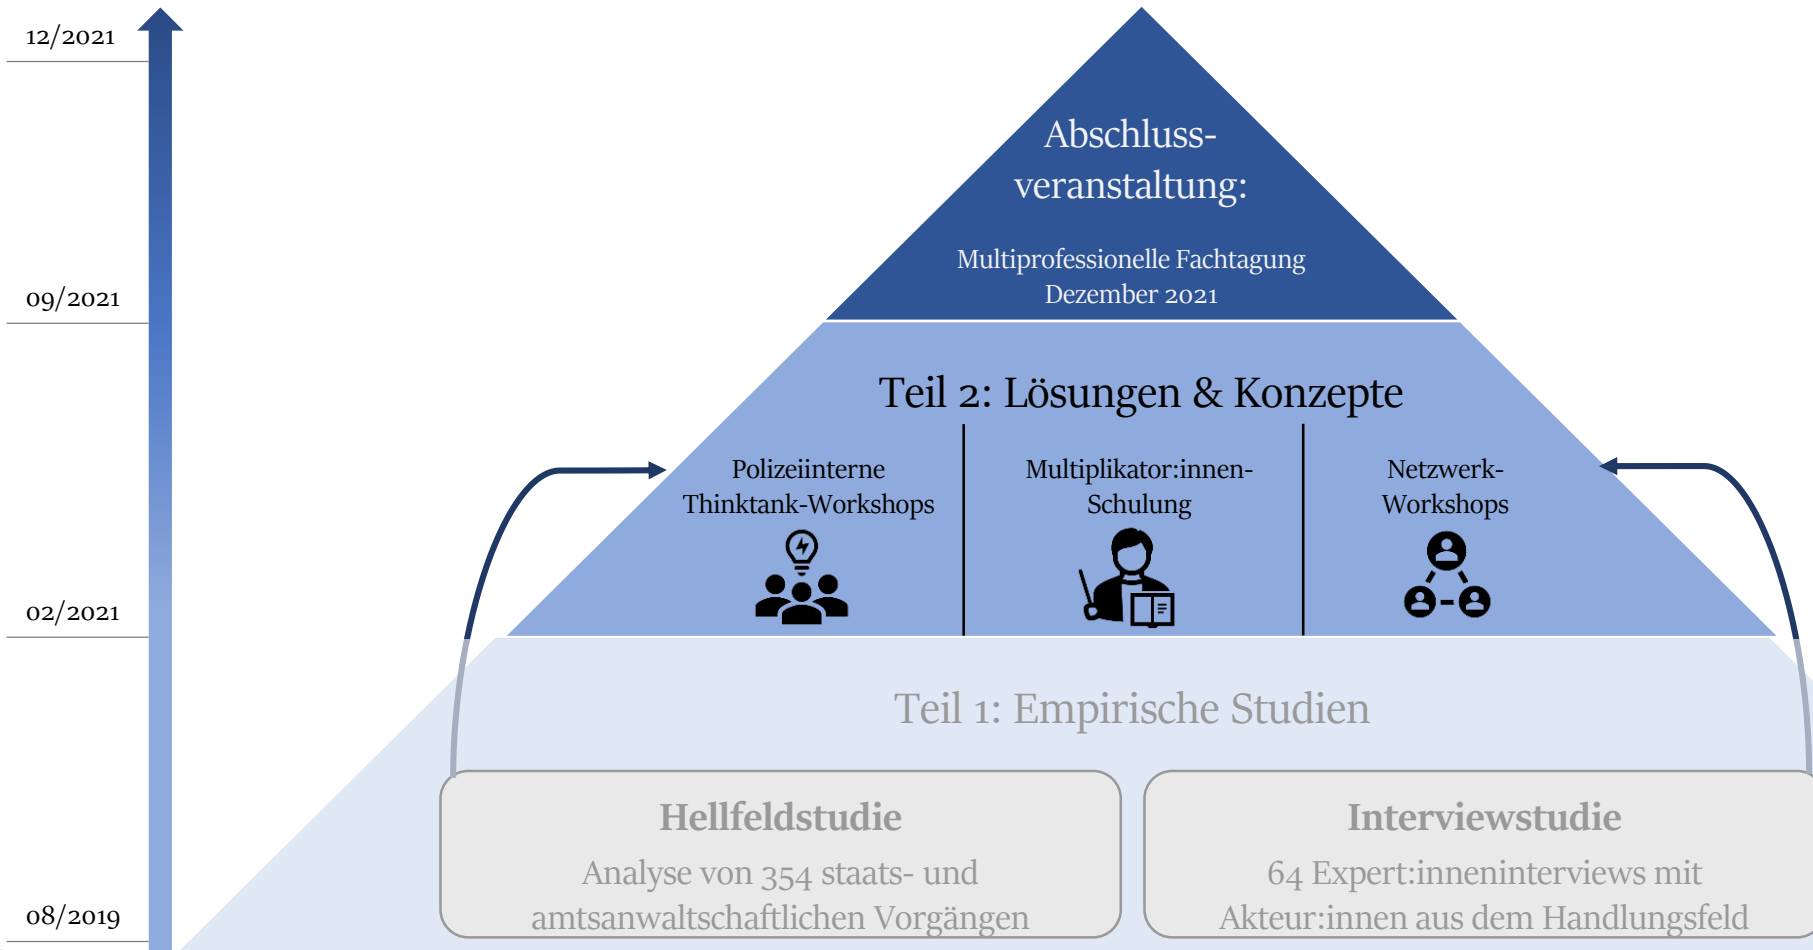 12/2021
Abschluss-
veranstaltung:
Multiprofessionelle Fachtagung
Dezember 2021
09/2021
Teil 2: Lösungen & Konzepte
Polizeiinterne
Thinktank-Workshops
Multiplikator:innen-
Schulung
Netzwerk-
Workshops
02/2021
Teil 1: Empirische Studien
Hellfeldstudie
Analyse von 354 staats- und
amtsanwaltschaftlichen Vorgängen
Interviewstudie
64 Expert:inneninterviews mit
Akteur:innen aus dem Handlungsfeld
08/2019